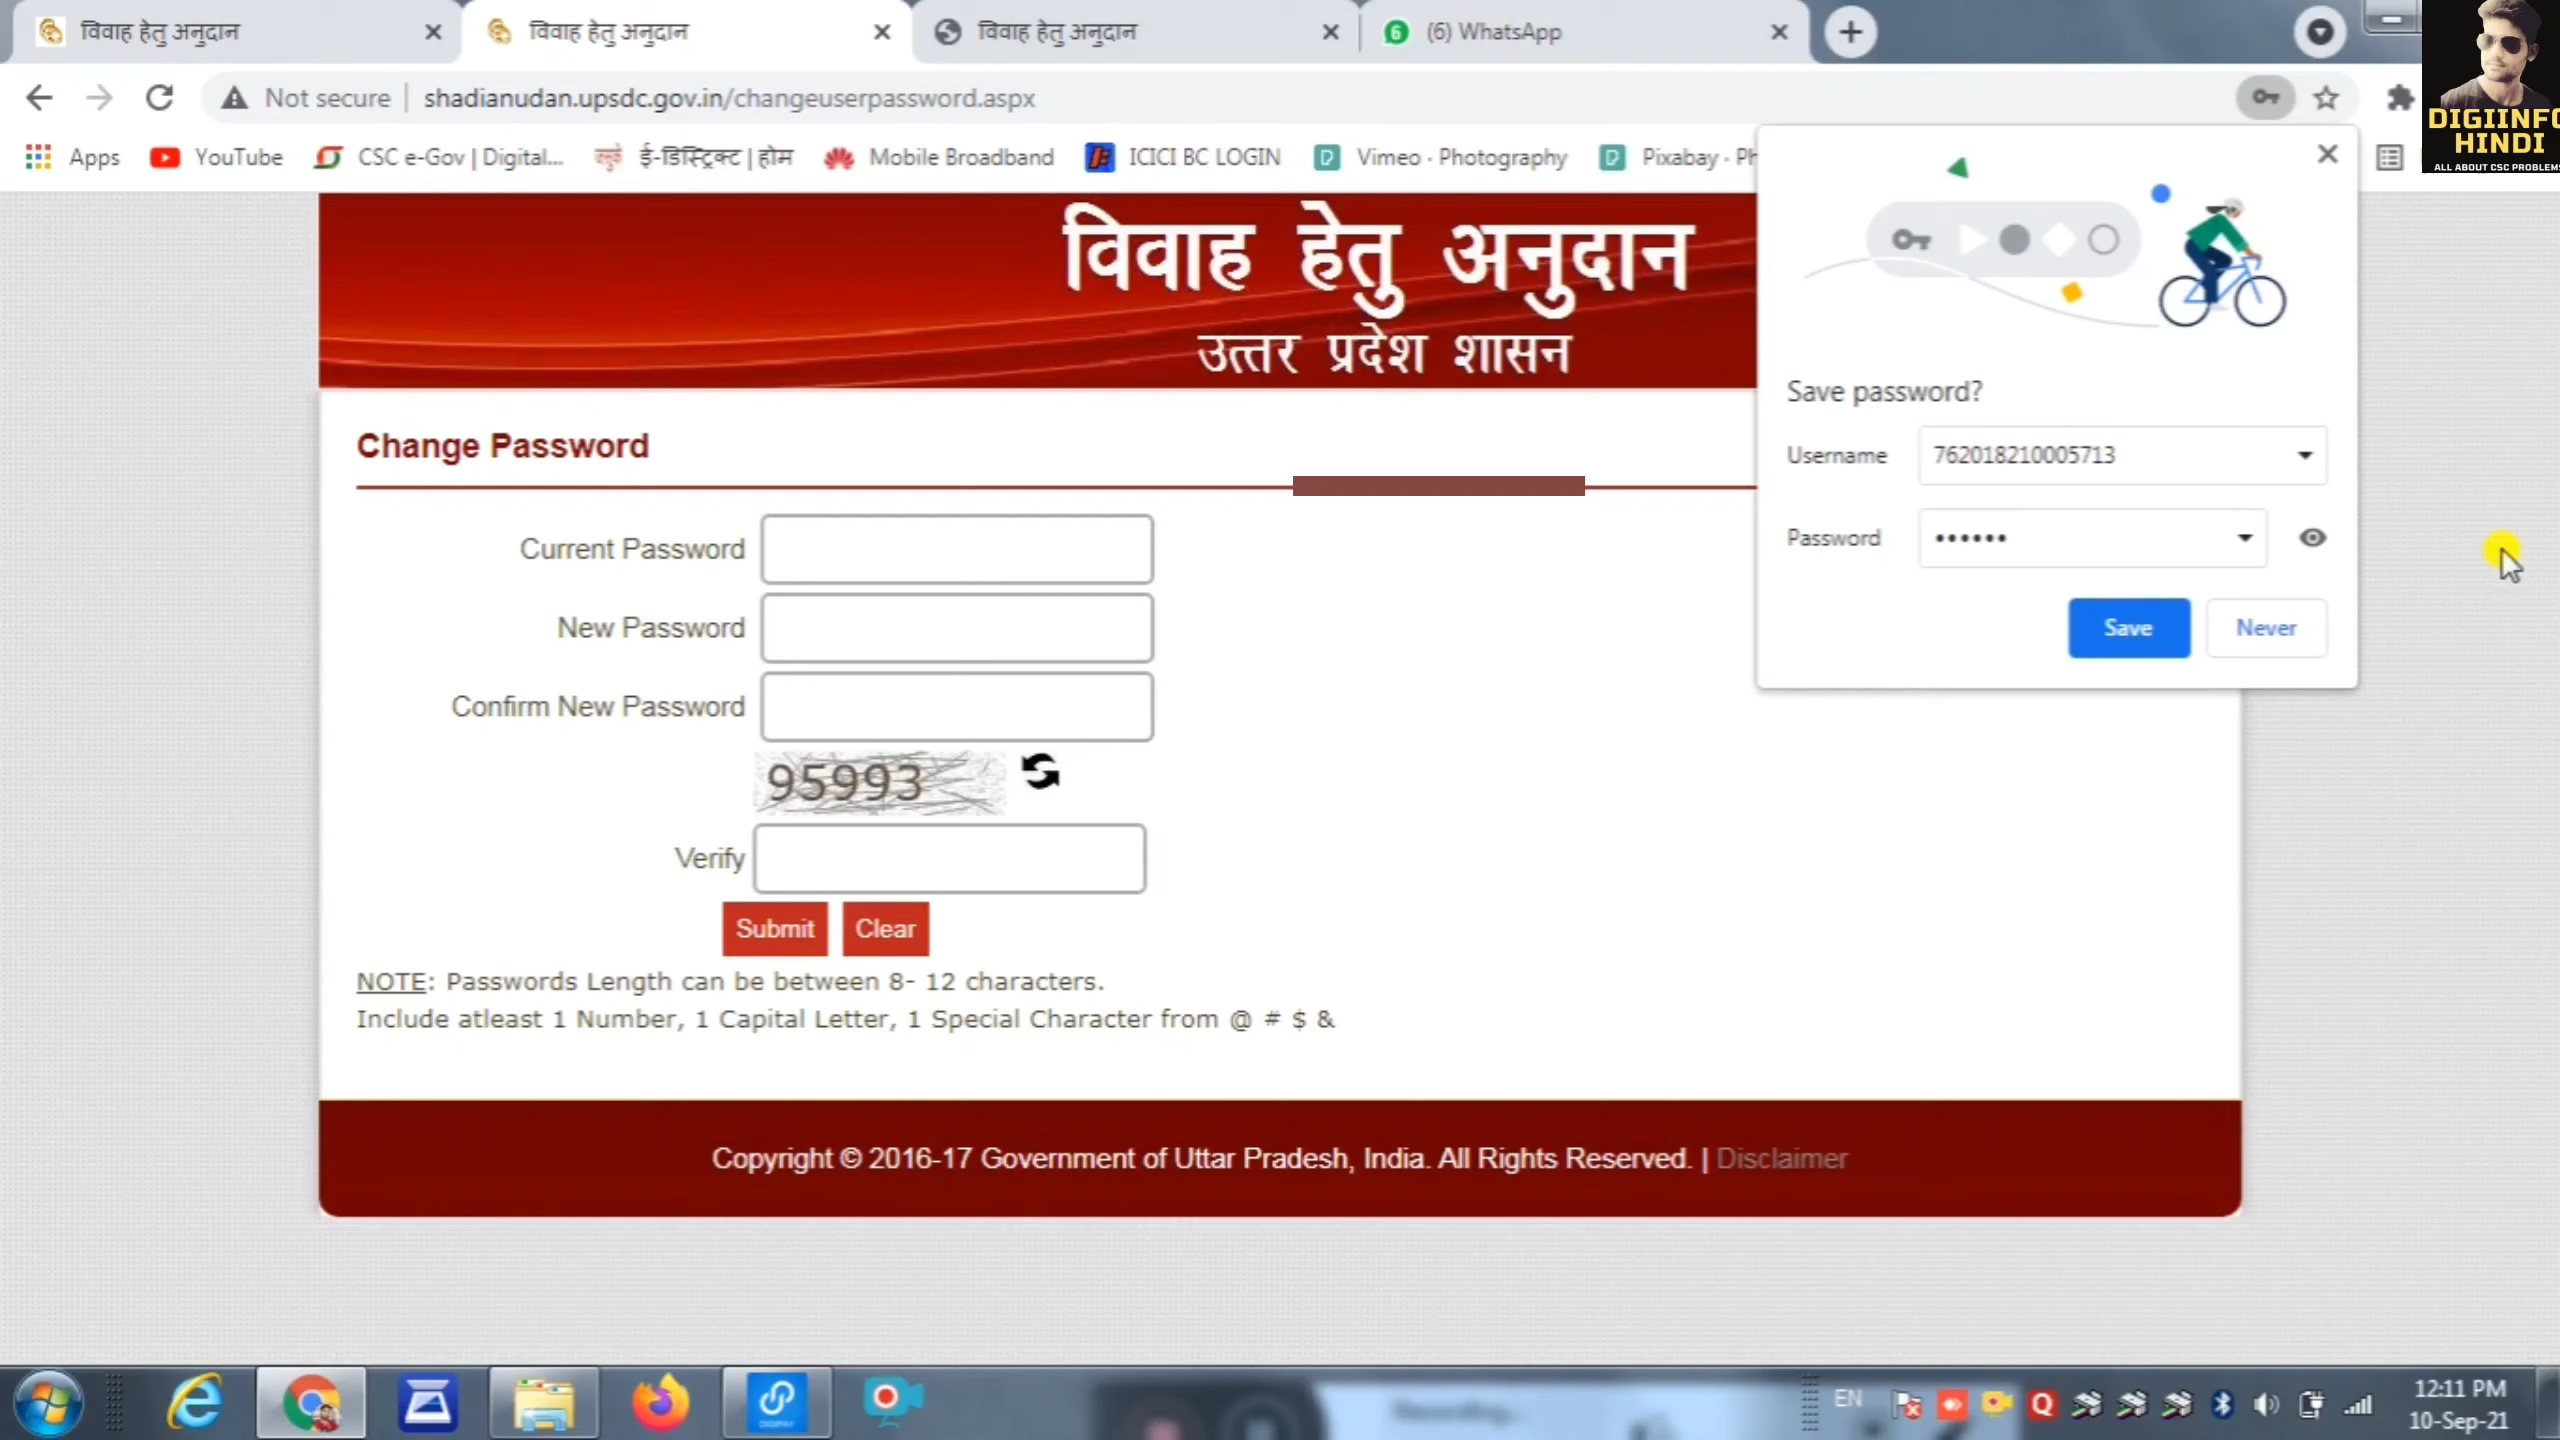 विवाह हेतु अनुदान
विवाह हेतु अनुदान
विवाह हेतु अनुदान
6
(6) WhatsApp
Not secure
shadianudan.upsdc.gov.in/changeuserpassword.aspx
DIGIINFO
HINDI
ALL ABOUT CSC PROBLEMS
Apps
YouTube
CSC e-Gov | Digital...
ई-डिस्ट्रिक्ट | होम
Mobile Broadband
ICICI BC LOGIN
Vimeo · Photography
Pixabay · Ph
विवाह हेतु अनुदान
उत्तर प्रदेश शासन
Save password?
Username
762018210005713
Password
••••••
Save
Never
Change Password
Current Password
New Password
Confirm New Password
95993
Verify
Submit
Clear
NOTE: Passwords Length can be between 8- 12 characters.
Include atleast 1 Number, 1 Capital Letter, 1 Special Character from @ # $ &
Copyright © 2016-17 Government of Uttar Pradesh, India. All Rights Reserved. | Disclaimer
Recording...
EN
12:11 PM
10-Sep-21